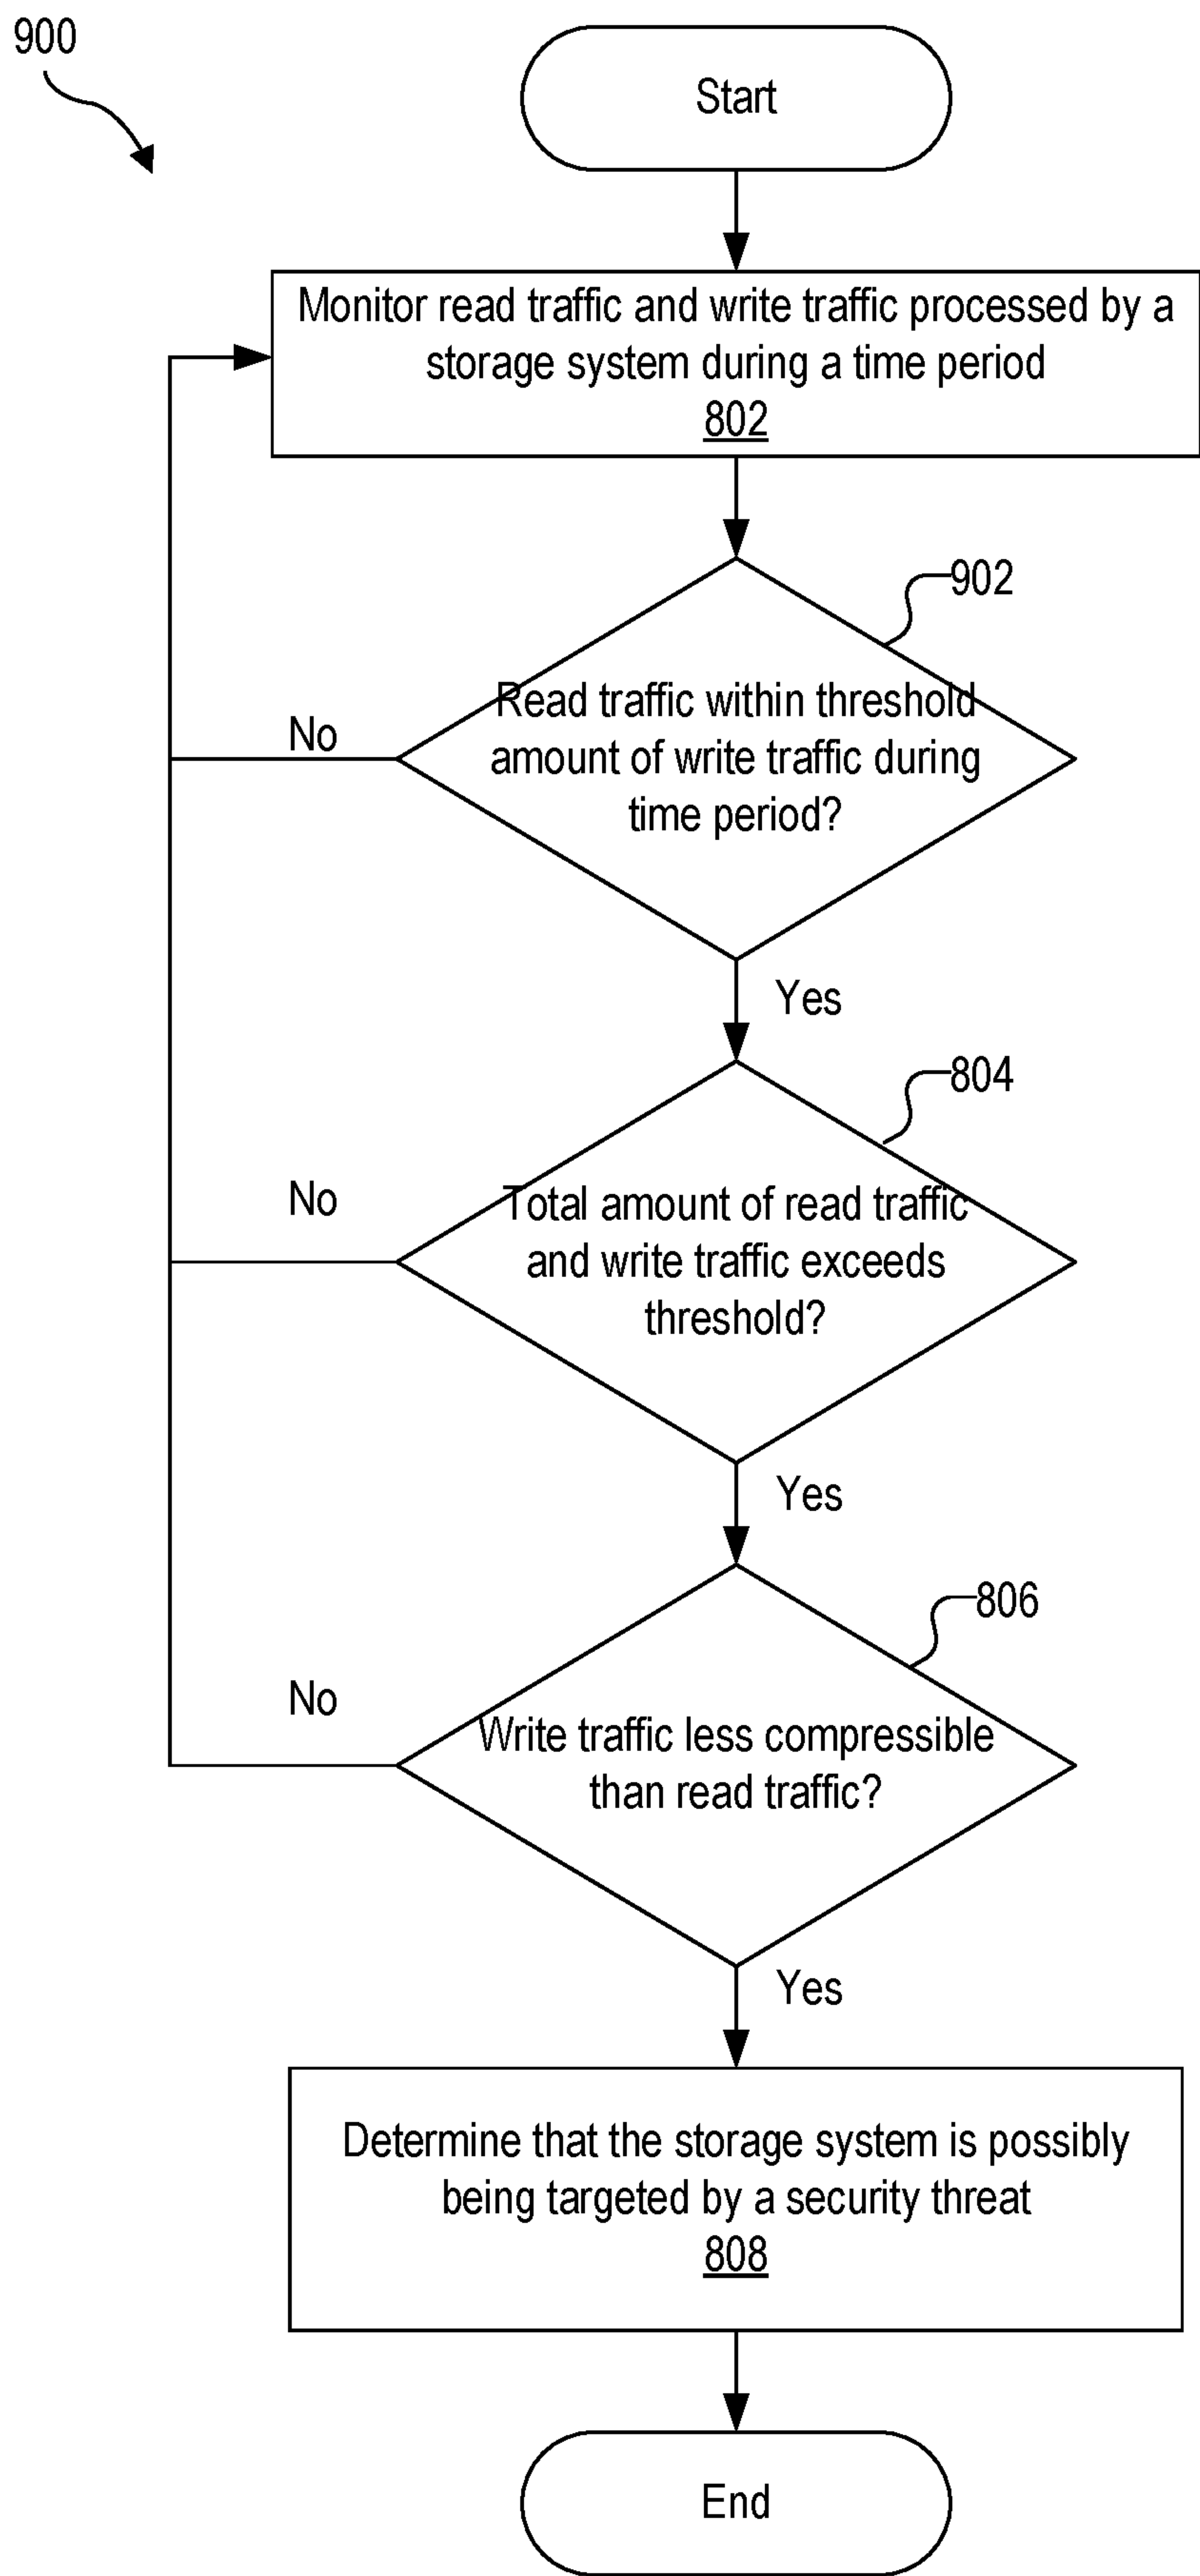 900
Start
Monitor read traffic and write traffic processed by a
storage system during a time period
802
902
Read traffic within threshold
amount of write traffic during
time period?
No
Yes
804
Total amount of read traffic
and write traffic exceeds
threshold?
No
Yes
806
Write traffic less compressible
than read traffic?
No
Yes
Determine that the storage system is possibly
being targeted by a security threat
808
End